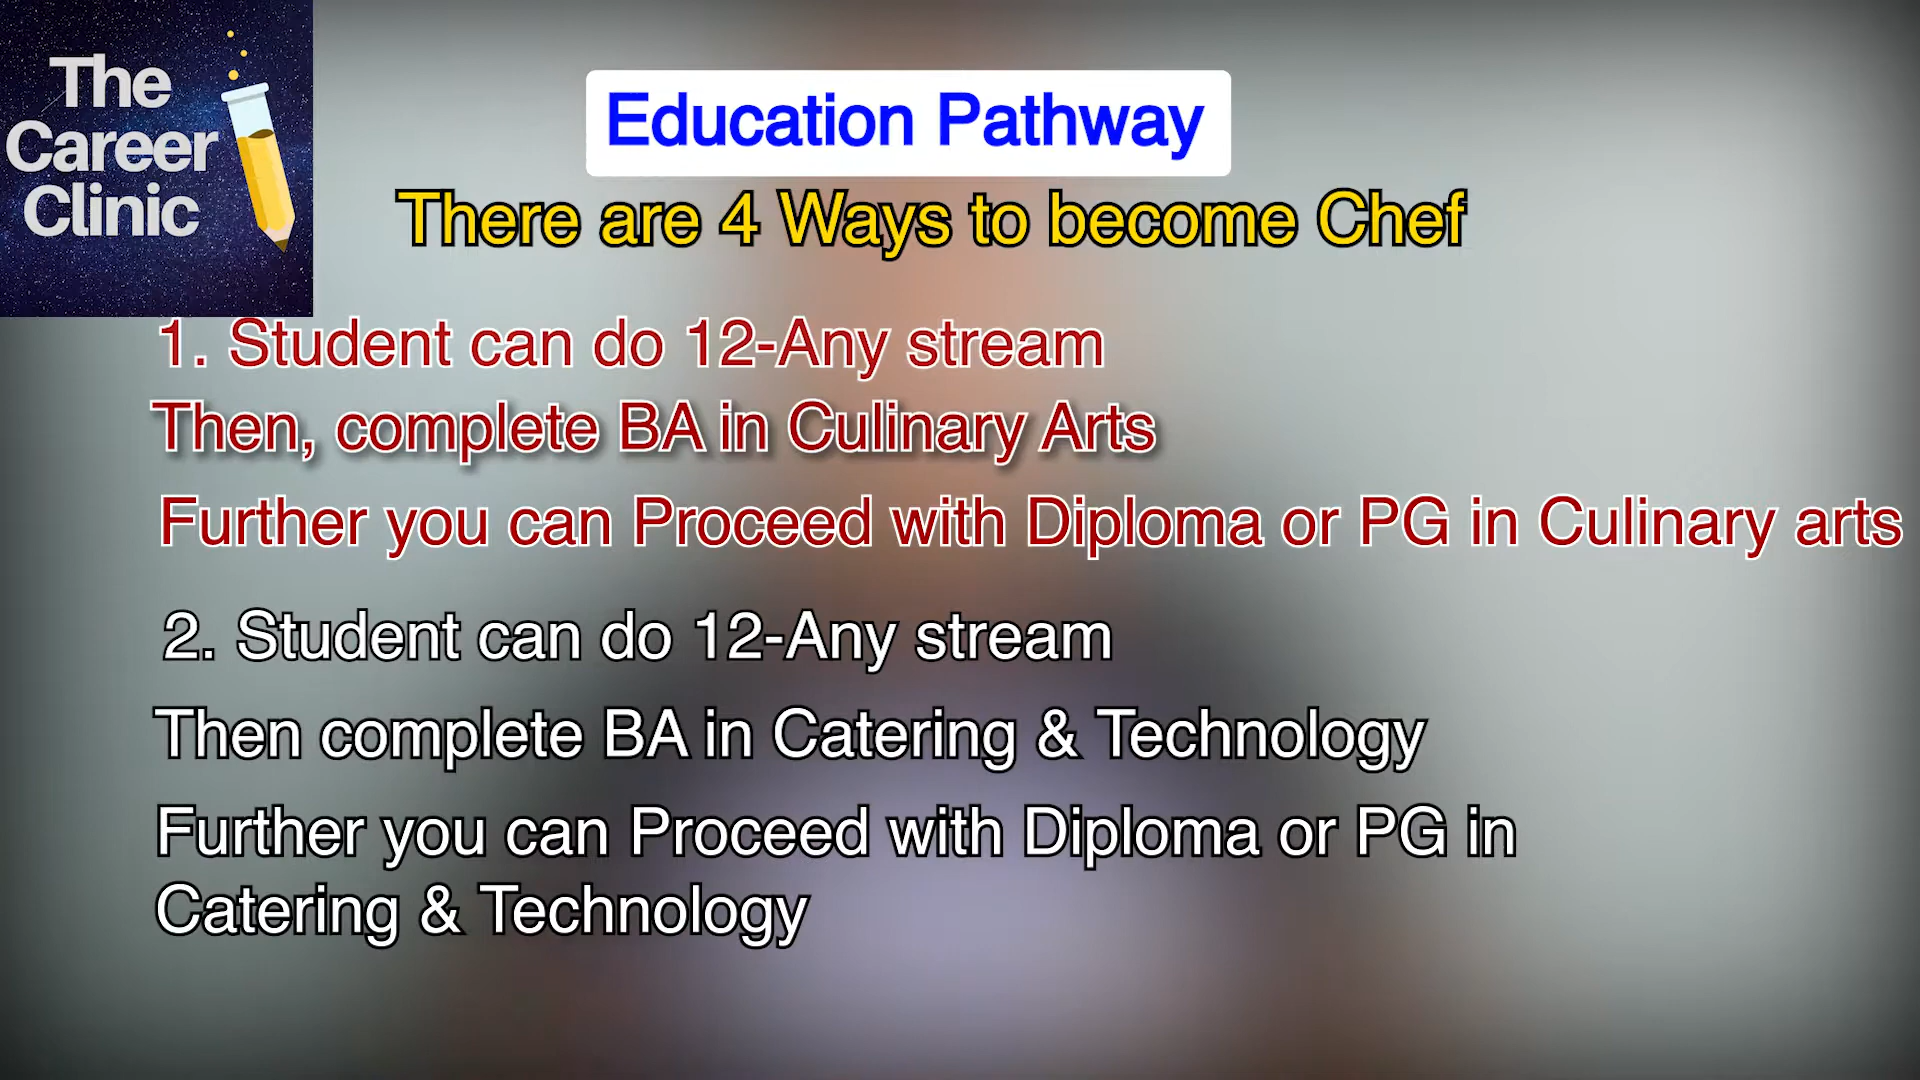 The
Career
Clinic
Education Pathway
There are 4 Ways to become Chef
1. Student can do 12-Any stream
Then, complete BA in Culinary Arts
Further you can Proceed with Diploma or PG in Culinary arts
2. Student can do 12-Any stream
Then complete BA in Catering & Technology
Further you can Proceed with Diploma or PG in
Catering & Technology